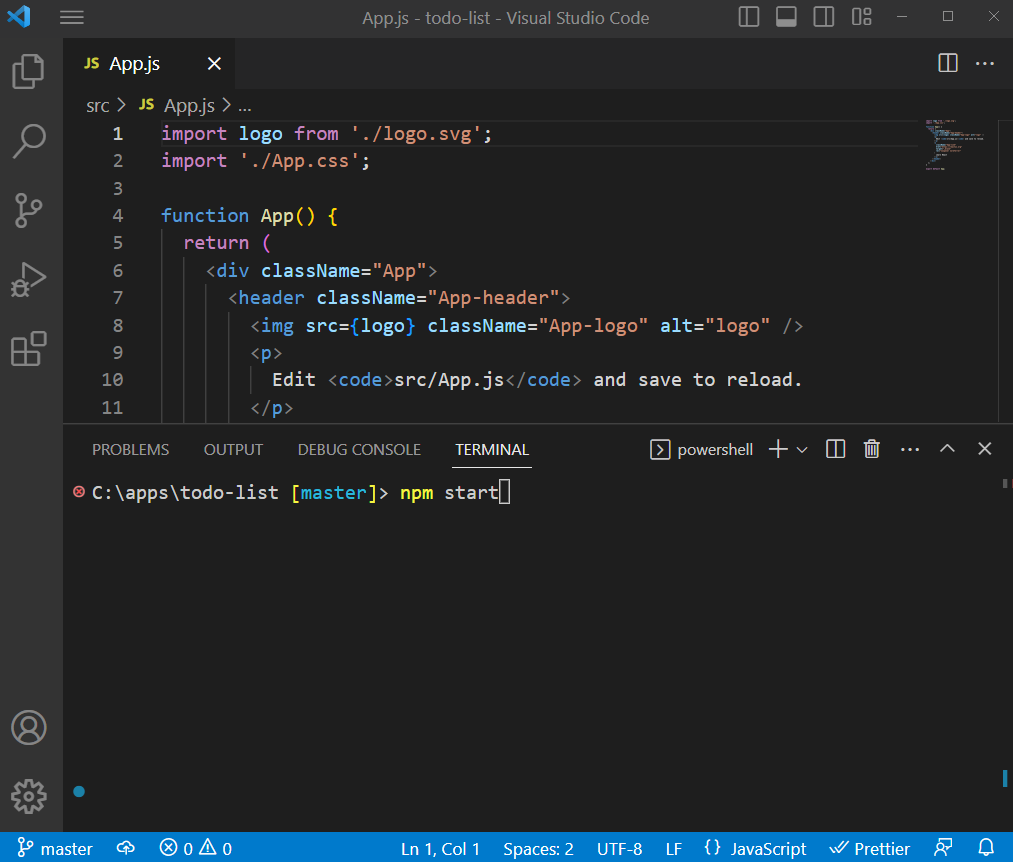 App.js - todo-list - Visual Studio Code
JS App.js
src > JS App.js > ...
1 import logo from './logo.svg';
2 import './App.css';
3
4 function App() {
5 return (
6 <div className="App">
7 <header className="App-header">
8 <img src={logo} className="App-logo" alt="logo" />
9 <p>
10 Edit <code>src/App.js</code> and save to reload.
11 </p>
PROBLEMS OUTPUT DEBUG CONSOLE TERMINAL powershell
C:\apps\todo-list [master]> npm start
master 0 0 Ln 1, Col 1 Spaces: 2 UTF-8 LF {} JavaScript Prettier